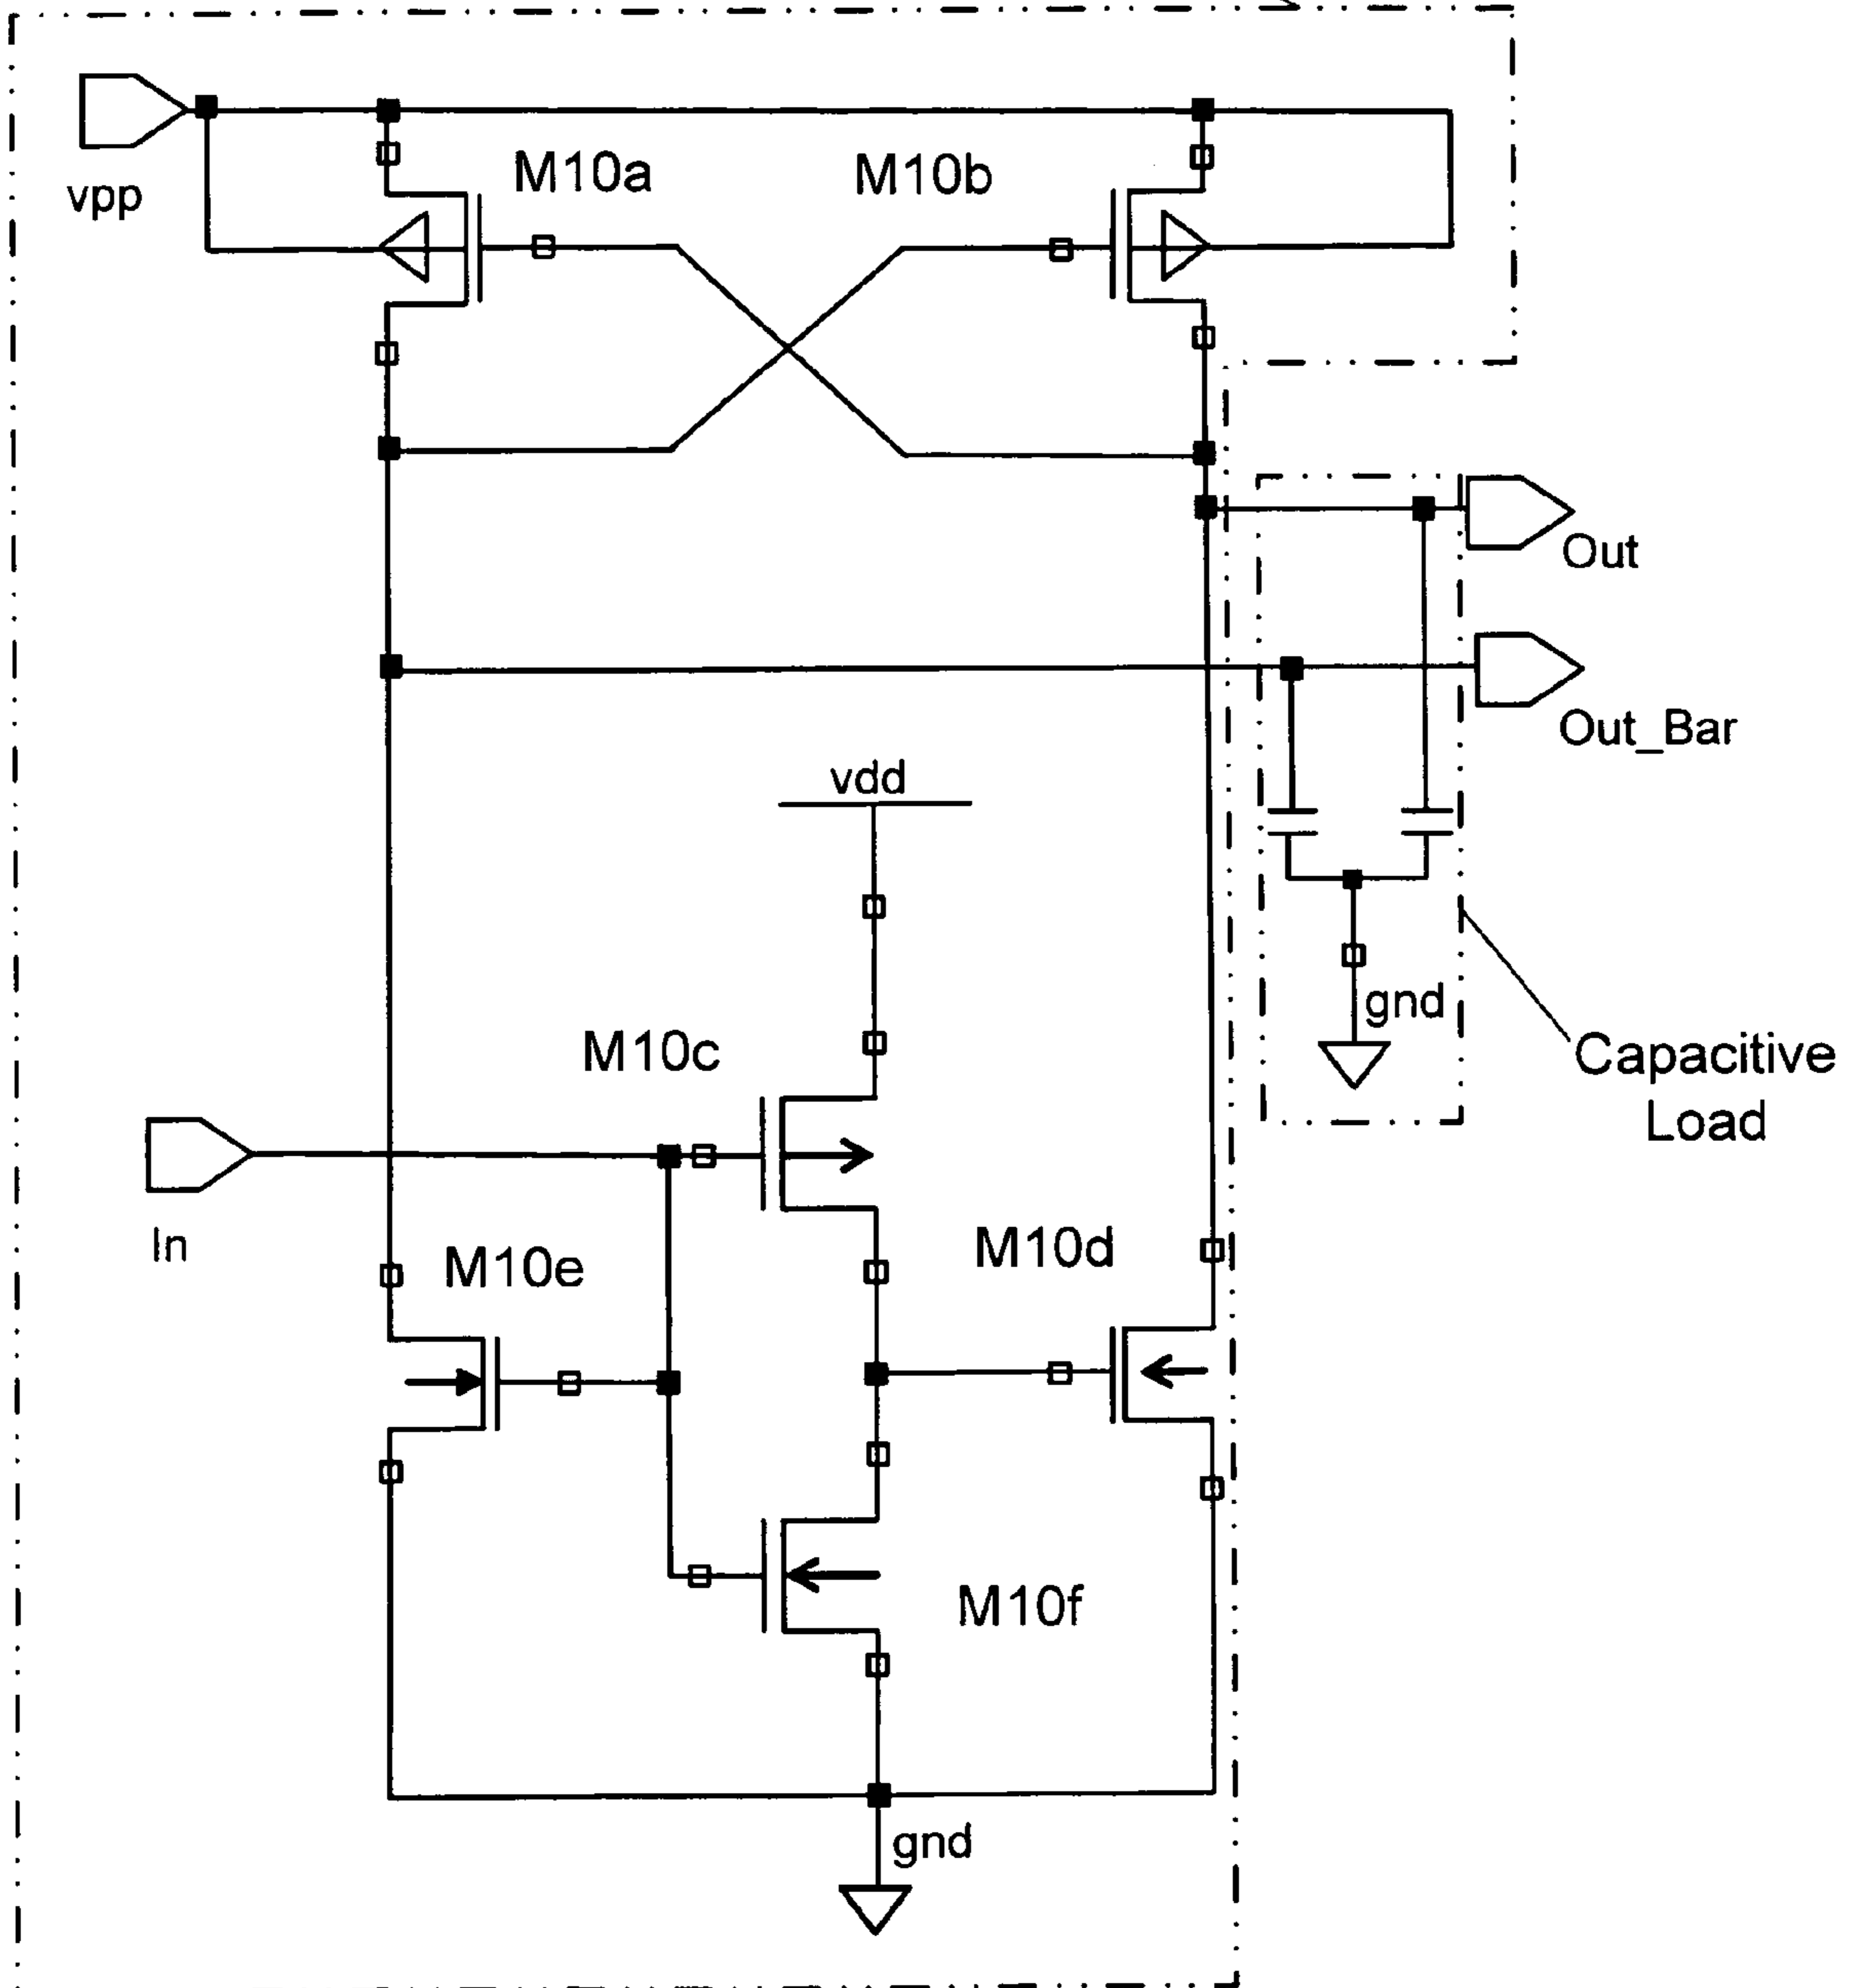 M10a
M10b
vpp
Out
Out_Bar
vdd
gnd
M10c
Capacitive
Load
In
M10d
M10e
M10f
gnd